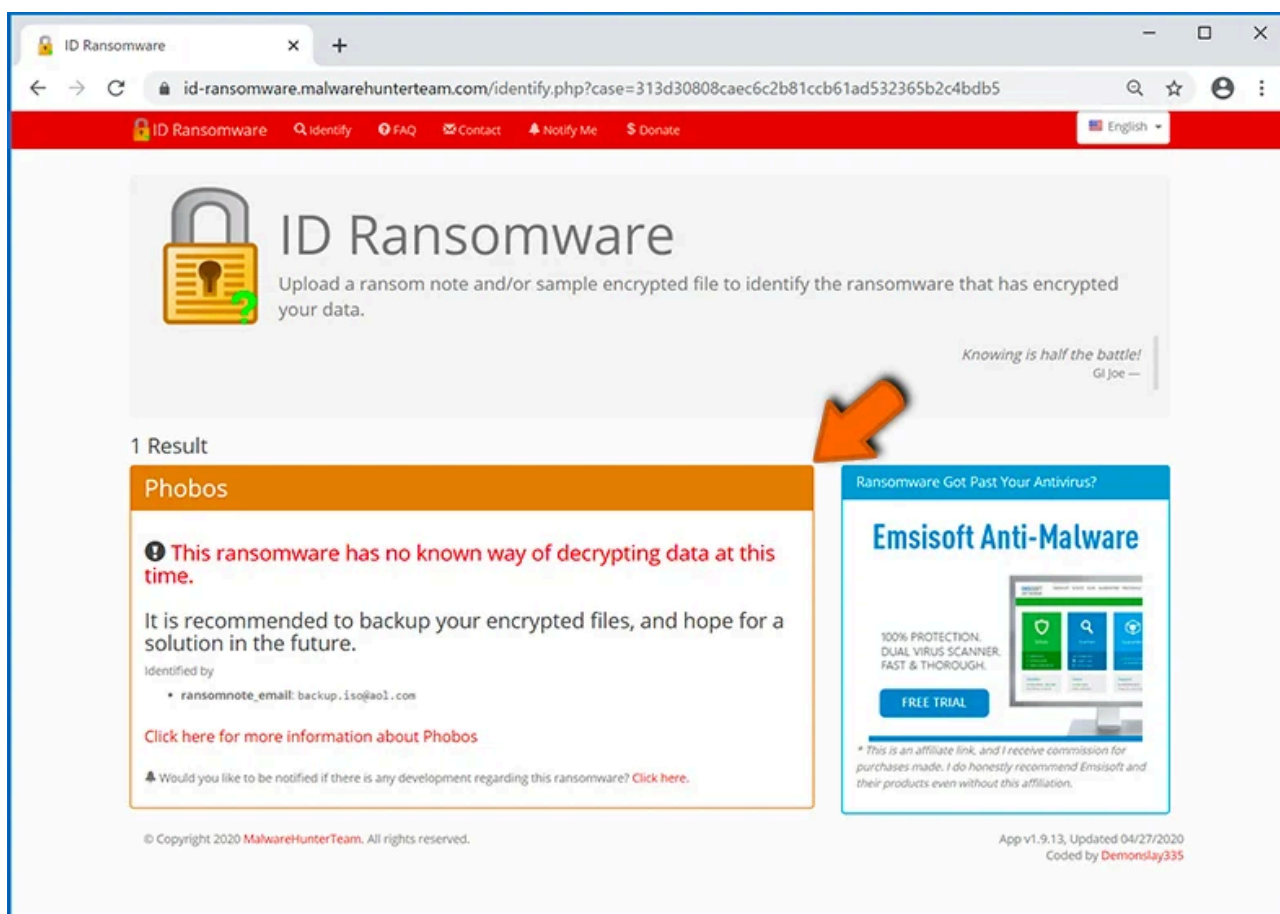 ID Ransomware
id-ransomware.malwarehunterteam.com/identify.php?case=313d30808caec6c2b81ccb61ad532365b2c4bdb5
ID Ransomware Identify FAQ Contact Notify Me $ Donate English
ID Ransomware
Upload a ransom note and/or sample encrypted file to identify the ransomware that has encrypted
your data.
Knowing is half the battle!
GI Joe —
1 Result
Phobos
This ransomware has no known way of decrypting data at this
time.
It is recommended to backup your encrypted files, and hope for a
solution in the future.
Identified by
• ransomnote_email: backup.iso@aol.com
Click here for more information about Phobos
Would you like to be notified if there is any development regarding this ransomware? Click here.
Ransomware Got Past Your Antivirus?
Emsisoft Anti-Malware
100% PROTECTION.
DUAL VIRUS SCANNER.
FAST & THOROUGH.
FREE TRIAL
* This is an affiliate link, and I receive commission for
purchases made. I do honestly recommend Emsisoft and
their products even without this affiliation.
© Copyright 2020 MalwareHunterTeam. All rights reserved.
App v1.9.13, Updated 04/27/2020
Coded by Demonslay335